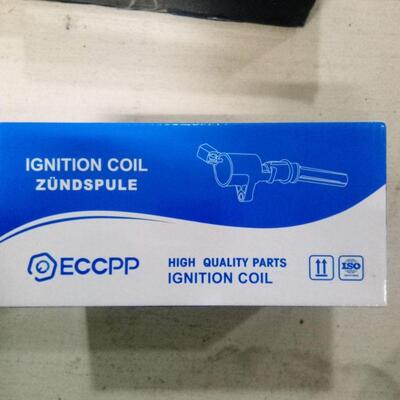 IGNITION COIL
ZÜNDSPULE
ECCPP
HIGH QUALITY PARTS
IGNITION COIL
ISO